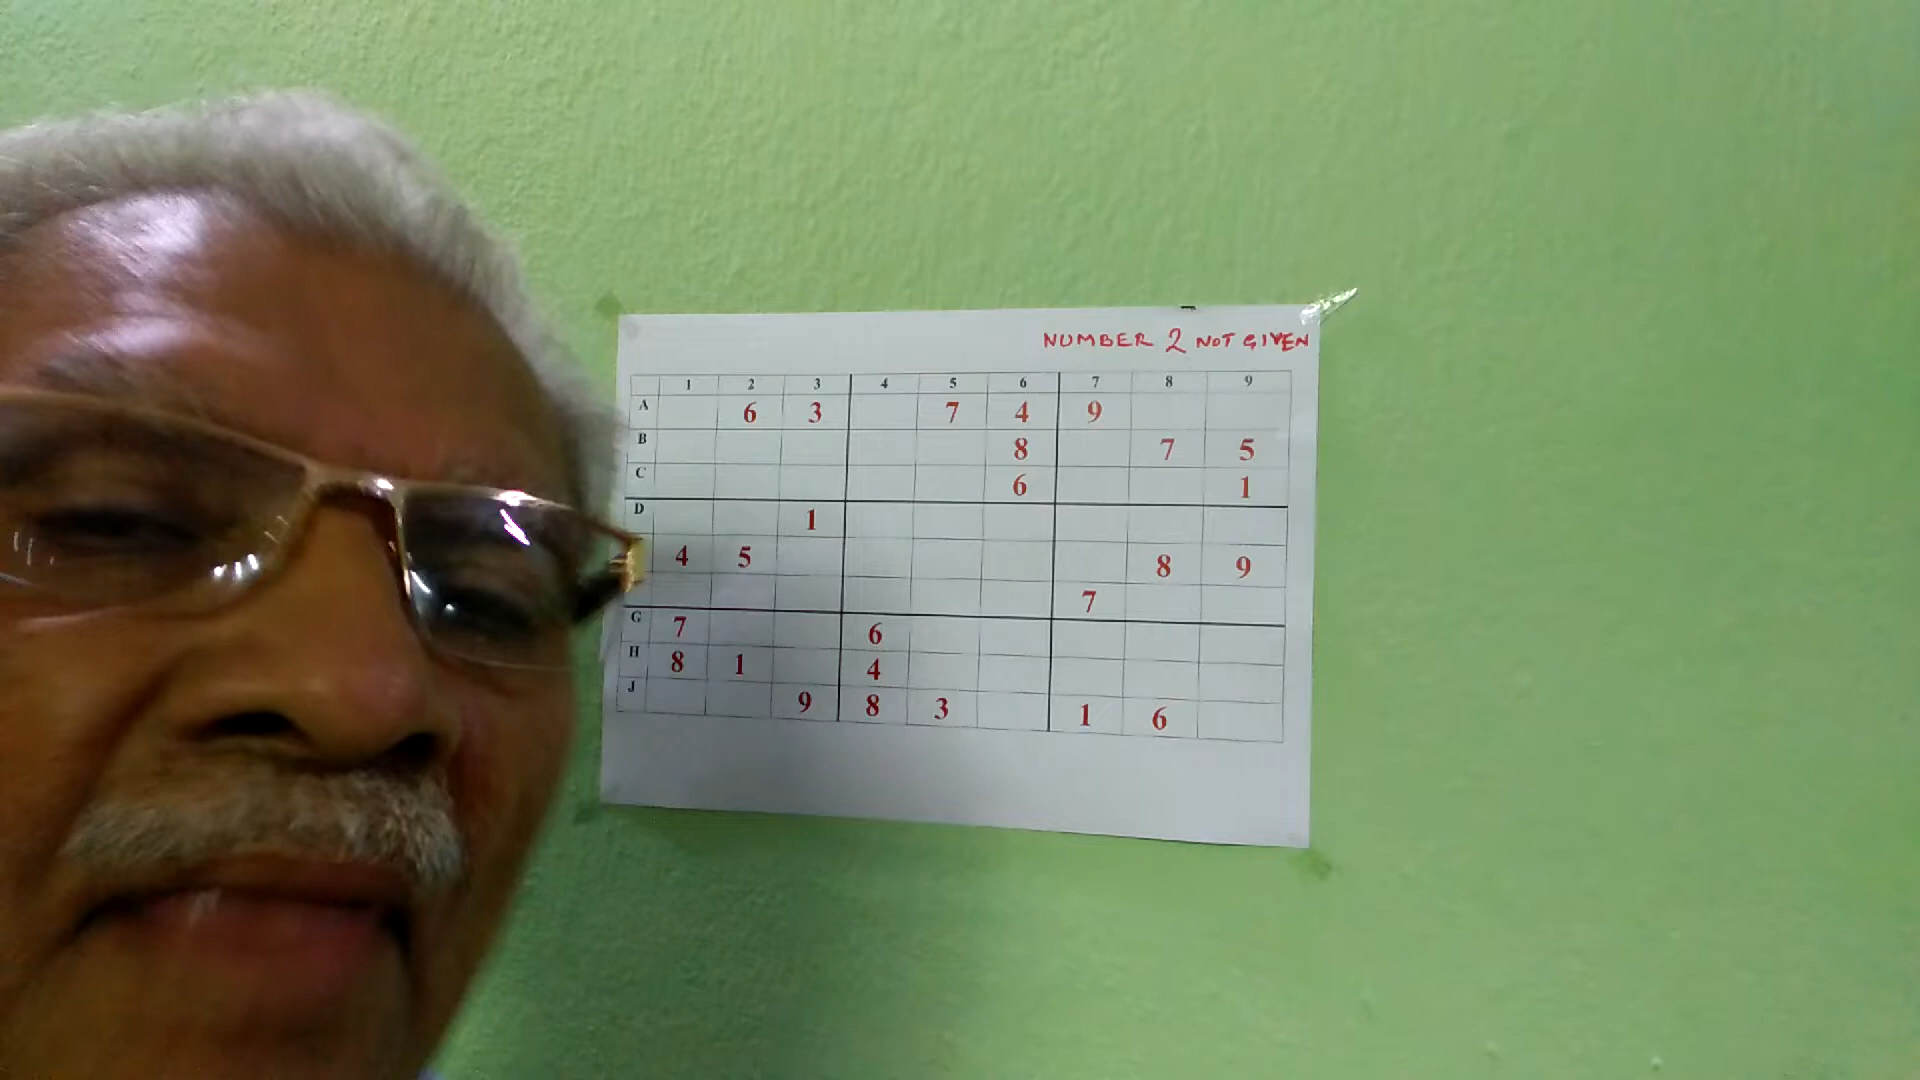 NUMBER 2 NOT GIVEN
1 2 3 4 5 6 7 8 9
A 6 3 7 4 9
B 8 7 5
C 6 1
D 1
4 5 8 9
7
G 7 6
H 8 1 4
J 9 8 3 1 6